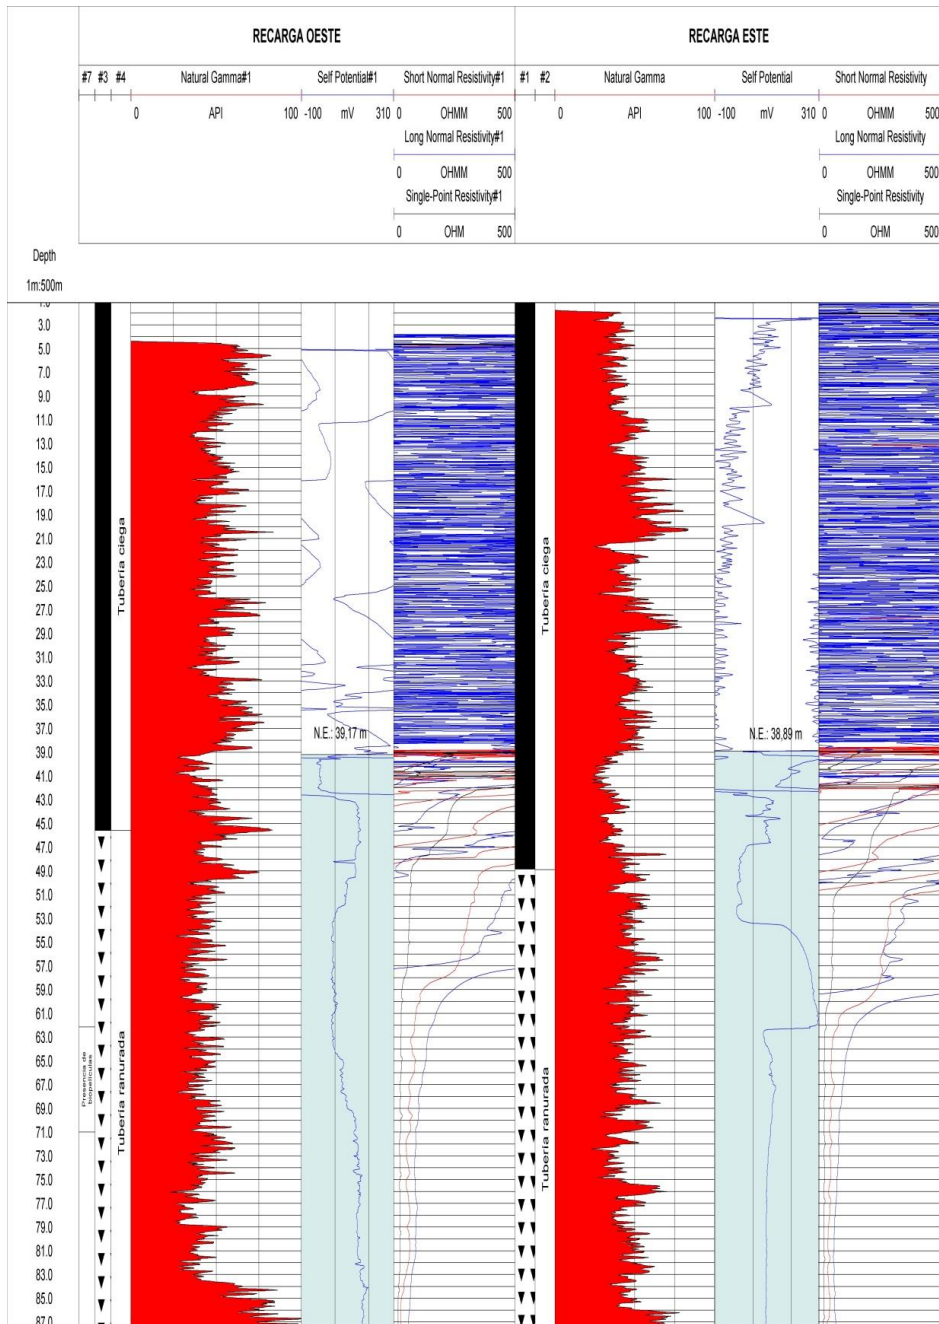 RECARGA OESTE RECARGA ESTE
#7 #3 #4 Natural Gamma#1 Self Potential#1 Short Normal Resistivity#1 #1 #2 Natural Gamma Self Potential Short Normal Resistivity
0 API 100 -100 mV 310 0 OHMM 500 0 API 100 -100 mV 310 0 OHMM 500
Long Normal Resistivity#1 Long Normal Resistivity
0 OHMM 500 0 OHMM 500
Single-Point Resistivity#1 Single-Point Resistivity
0 OHM 500 0 OHM 500
Depth
1m:500m
1.0
3.0
5.0
7.0
9.0
11.0
13.0
15.0
17.0
19.0
21.0
23.0
25.0
27.0
29.0
31.0
33.0
35.0
37.0
39.0
41.0
43.0
45.0
47.0
49.0
51.0
53.0
55.0
57.0
59.0
61.0
63.0
65.0
67.0
69.0
71.0
73.0
75.0
77.0
79.0
81.0
83.0
85.0
87.0
Tubería ciega
Tubería ranurada
Presencia de
biopelículas
N.E.: 39,17 m
Tubería ciega
Tubería ranurada
N.E.: 38,89 m